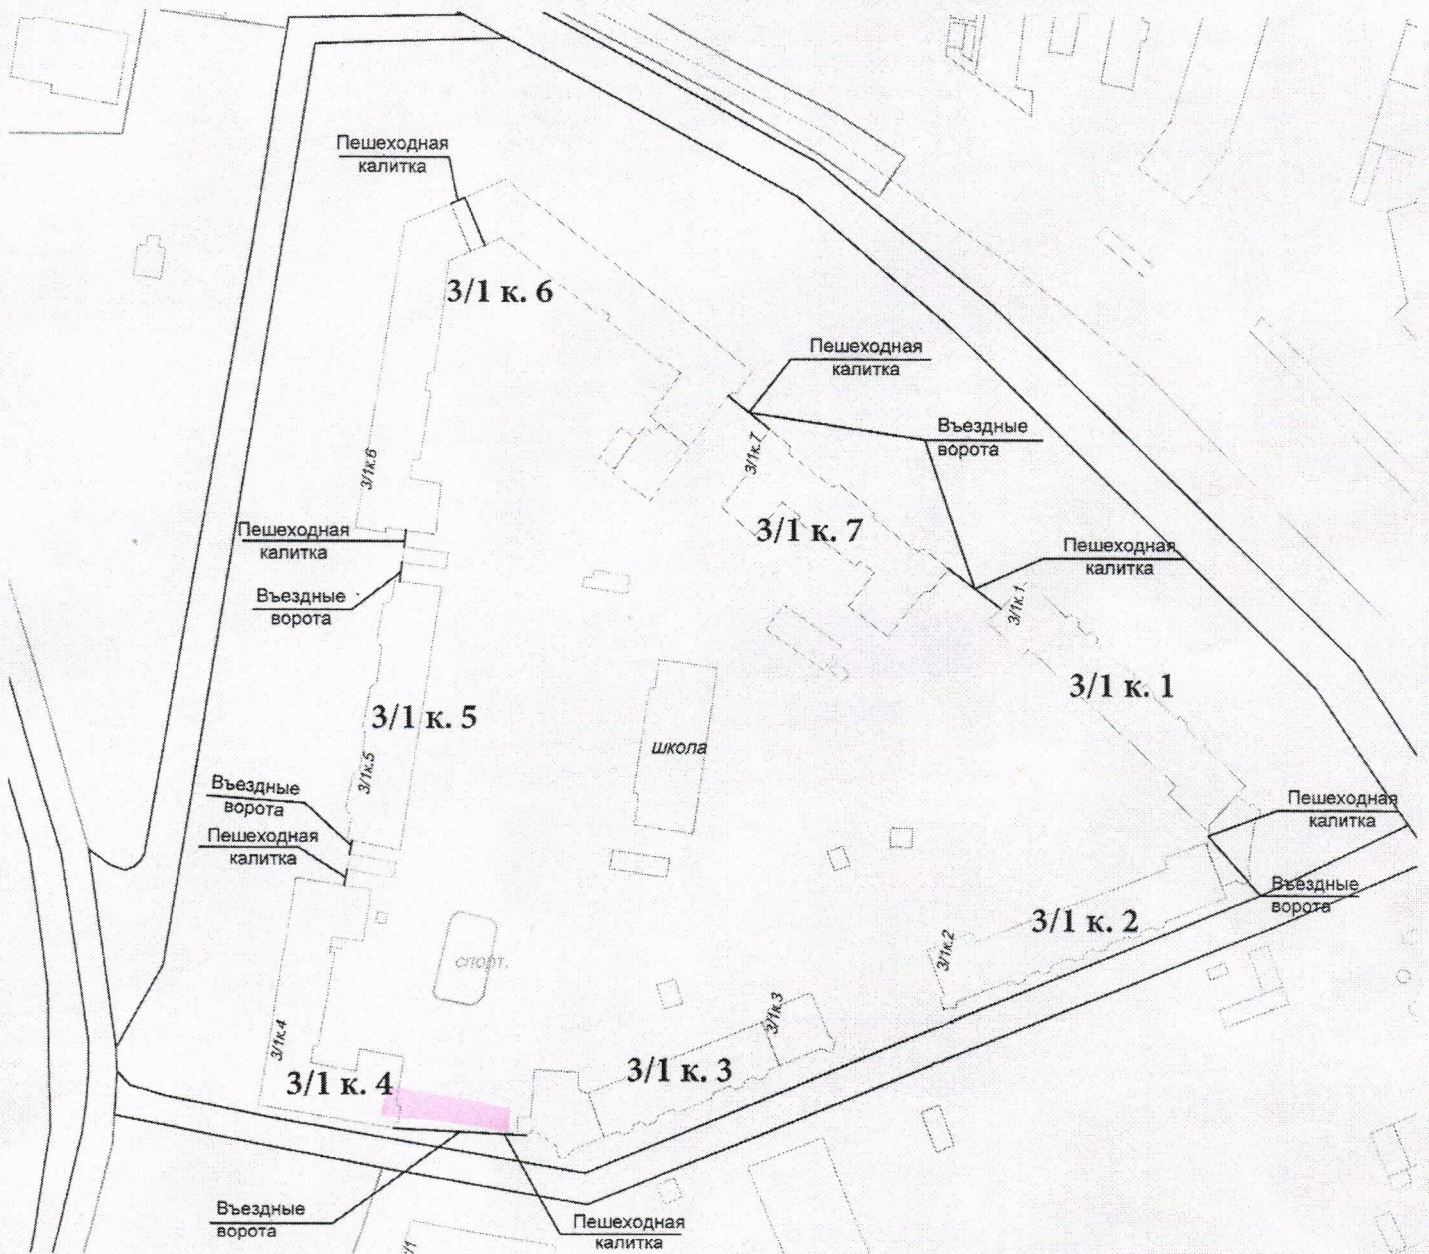 Пешеходная
калитка
3/1 к. 6
Пешеходная
калитка
Въездные
ворота
3/1к.7
3/1к.6
Пешеходная
калитка
3/1 к. 7
Пешеходная
калитка
Въездные
ворота
3/1к.1
3/1 к. 1
3/1 к. 5
школа
3/1к.5
Въездные
ворота
Пешеходная
калитка
Пешеходная
калитка
Въездные
ворота
3/1 к. 2
3/1к.2
спорт.
3/1к.3
3/1к.4
3/1 к. 4
3/1 к. 3
Въездные
ворота
Пешеходная
калитка